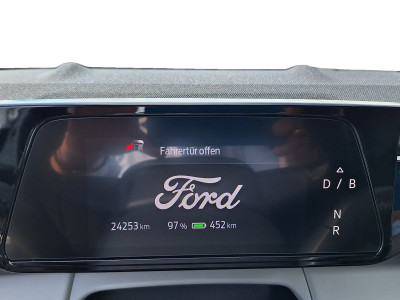 Fahrertür offen
Ford
D / B
24253 km 97 % 452 km
N
R